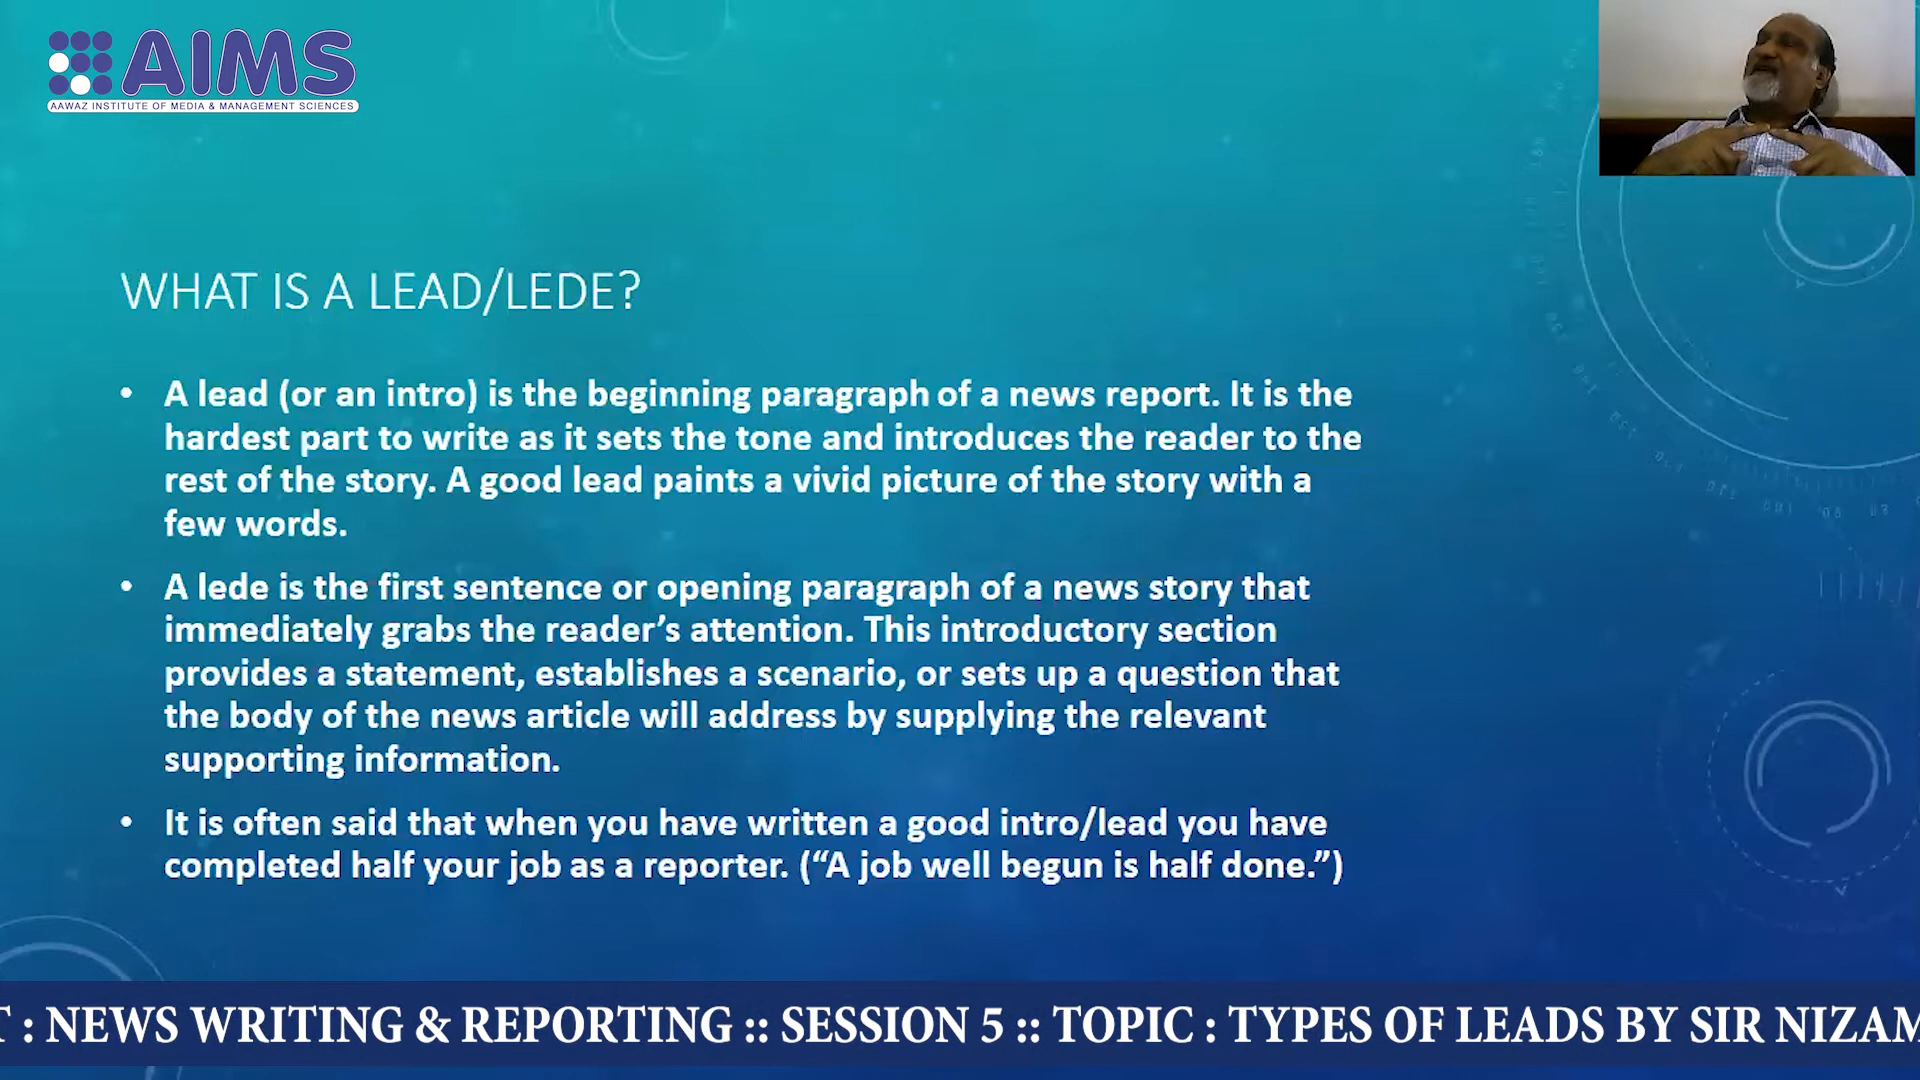 AIMS
AAWAZ INSTITUTE OF MEDIA & MANAGEMENT SCIENCES
WHAT IS A LEAD/LEDE?
• A lead (or an intro) is the beginning paragraph of a news report. It is the
hardest part to write as it sets the tone and introduces the reader to the
rest of the story. A good lead paints a vivid picture of the story with a
few words.
• A lede is the first sentence or opening paragraph of a news story that
immediately grabs the reader’s attention. This introductory section
provides a statement, establishes a scenario, or sets up a question that
the body of the news article will address by supplying the relevant
supporting information.
• It is often said that when you have written a good intro/lead you have
completed half your job as a reporter. (“A job well begun is half done.”)
T : NEWS WRITING & REPORTING :: SESSION 5 :: TOPIC : TYPES OF LEADS BY SIR NIZAM